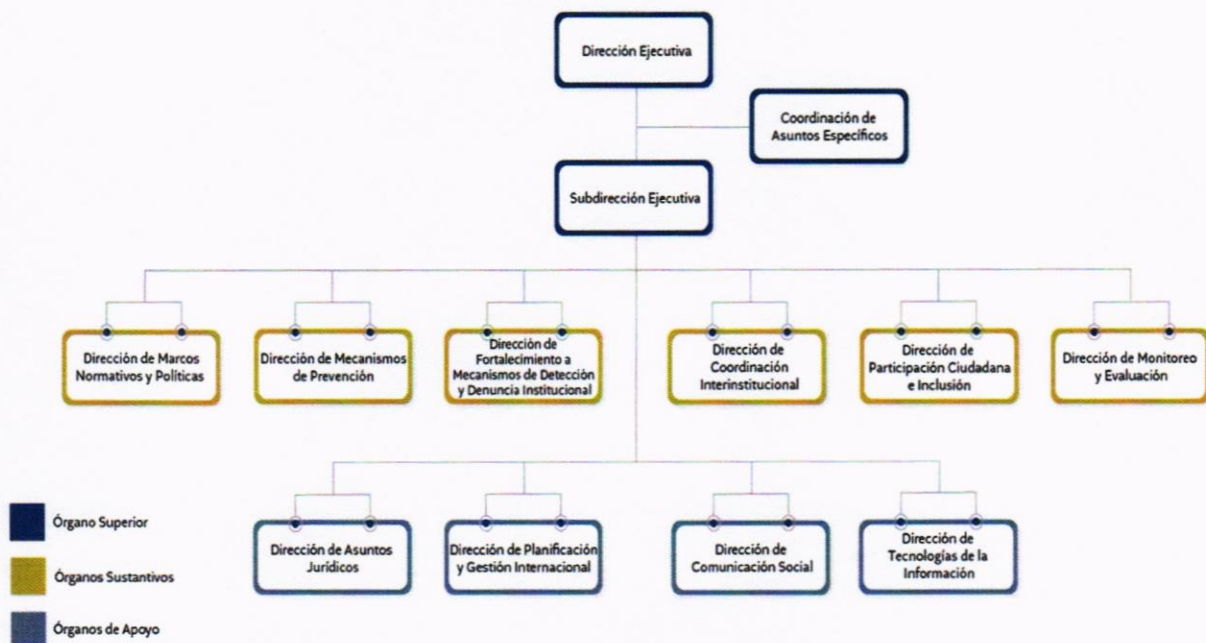 Dirección Ejecutiva
Coordinación de
Asuntos Específicos
Subdirección Ejecutiva
Dirección de Marcos
Normativos y Políticas
Dirección de Mecanismos
de Prevención
Dirección de
Fortalecimiento a
Mecanismos de Detección
y Denuncia Institucional
Dirección de
Coordinación
Interinstitucional
Dirección de
Participación Ciudadana
e Inclusión
Dirección de Monitoreo
y Evaluación
Dirección de Asuntos
Jurídicos
Dirección de Planificación
y Gestión Internacional
Dirección de
Comunicación Social
Dirección de
Tecnologías de la
Información
Órgano Superior
Órganos Sustantivos
Órganos de Apoyo